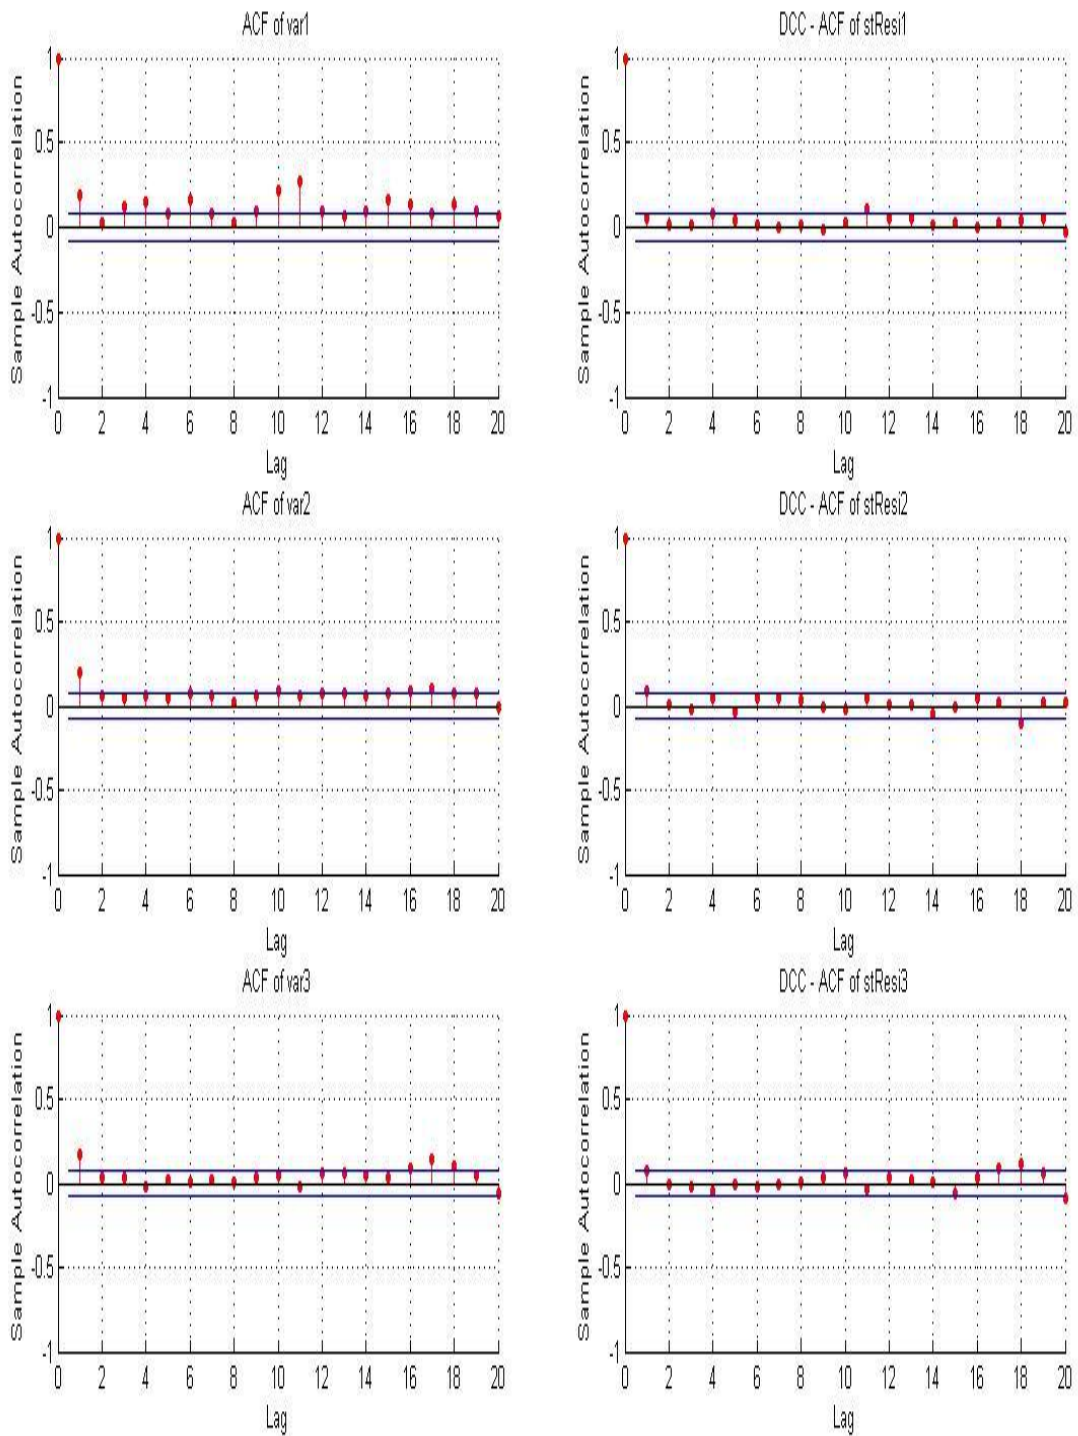 ACF of var1
Sample Autocorrelation
1
0.5
0
-0.5
-1
0 2 4 6 8 10 12 14 16 18 20
Lag
DCC - ACF of stResi1
Sample Autocorrelation
1
0.5
0
-0.5
-1
0 2 4 6 8 10 12 14 16 18 20
Lag
ACF of var2
Sample Autocorrelation
1
0.5
0
-0.5
-1
0 2 4 6 8 10 12 14 16 18 20
Lag
DCC - ACF of stResi2
Sample Autocorrelation
1
0.5
0
-0.5
-1
0 2 4 6 8 10 12 14 16 18 20
Lag
ACF of var3
Sample Autocorrelation
1
0.5
0
-0.5
-1
0 2 4 6 8 10 12 14 16 18 20
Lag
DCC - ACF of stResi3
Sample Autocorrelation
1
0.5
0
-0.5
-1
0 2 4 6 8 10 12 14 16 18 20
Lag